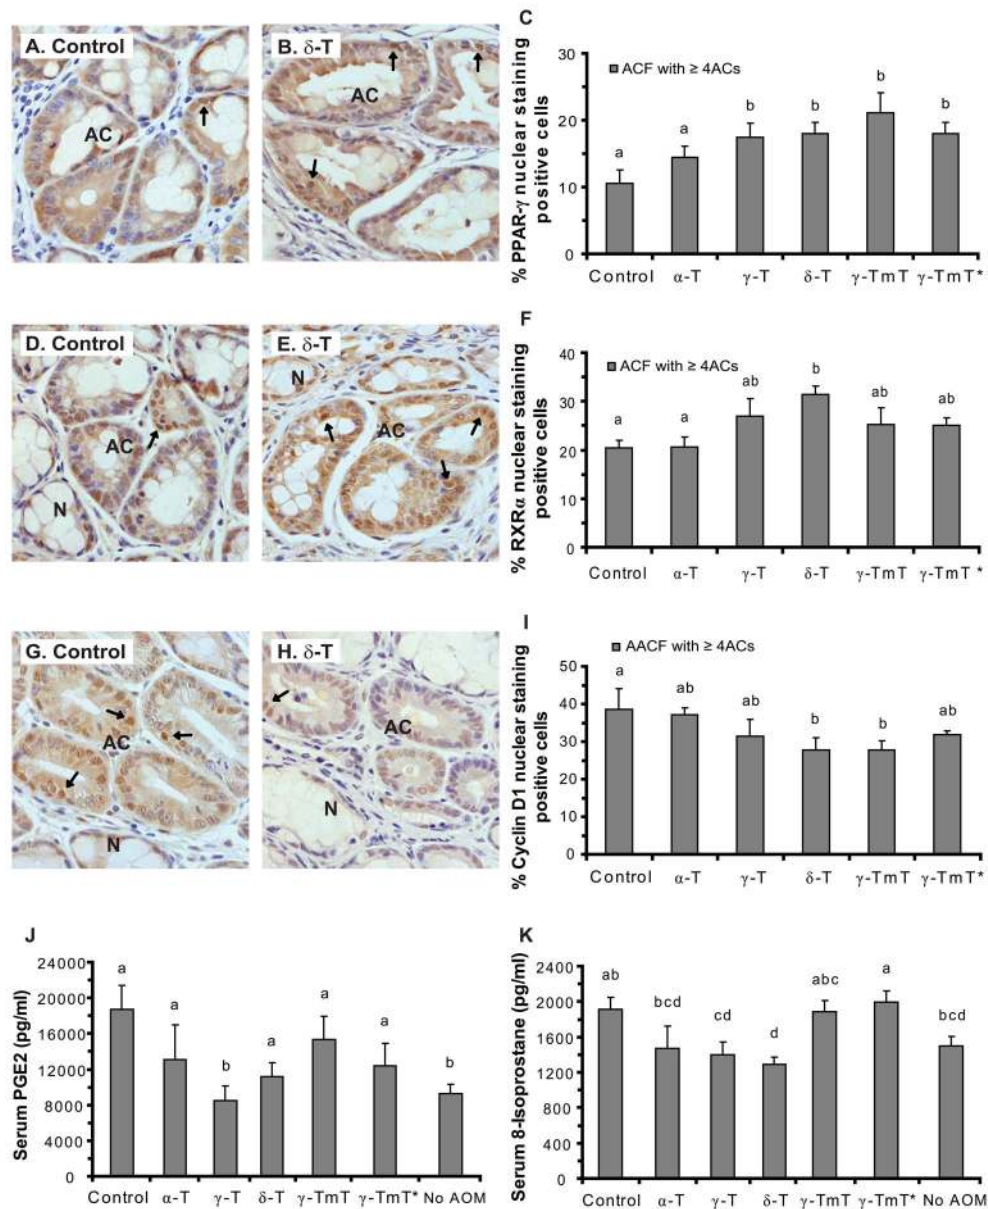 A. Control
AC
B. δ-T
AC
C
% PPAR-γ nuclear staining
positive cells
30
20
10
0
ACF with ≥ 4ACs
a
a
b
b
b
b
Control α-T γ-T δ-T γ-TmT γ-TmT*
D. Control
AC
N
E. δ-T
N
AC
F
% RXRα nuclear staining
positive cells
40
30
20
10
0
ACF with ≥ 4ACs
a
a
ab
b
ab
ab
Control α-T γ-T δ-T γ-TmT γ-TmT *
G. Control
AC
N
H. δ-T
AC
N
I
% Cyclin D1 nuclear staining
positive cells
50
40
30
20
10
0
AACF with ≥ 4ACs
a
ab
ab
b
b
ab
Control α-T γ-T δ-T γ-TmT γ-TmT*
J
Serum PGE2 (pg/ml)
24000
20000
16000
12000
8000
4000
0
a
a
b
a
a
a
b
Control α-T γ-T δ-T γ-TmT γ-TmT* No AOM
K
Serum 8-Isoprostane (pg/ml)
2400
2000
1600
1200
800
400
0
ab
bcd
cd
d
abc
a
bcd
Control α-T γ-T δ-T γ-TmT γ-TmT* No AOM